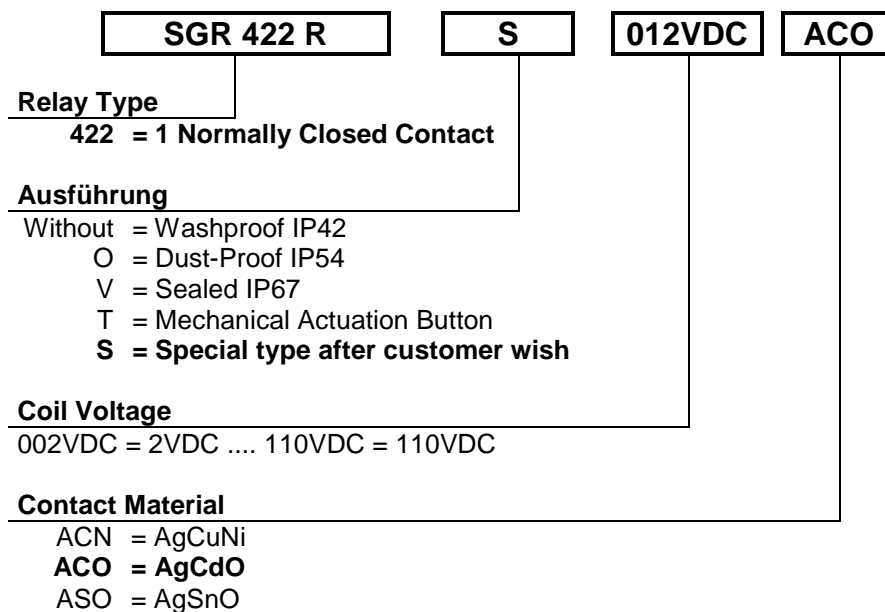 SGR 422 R S 012VDC ACO
Relay Type
422 = 1 Normally Closed Contact
Ausführung
Without = Washproof IP42
O = Dust-Proof IP54
V = Sealed IP67
T = Mechanical Actuation Button
S = Special type after customer wish
Coil Voltage
002VDC = 2VDC .... 110VDC = 110VDC
Contact Material
ACN = AgCuNi
ACO = AgCdO
ASO = AgSnO